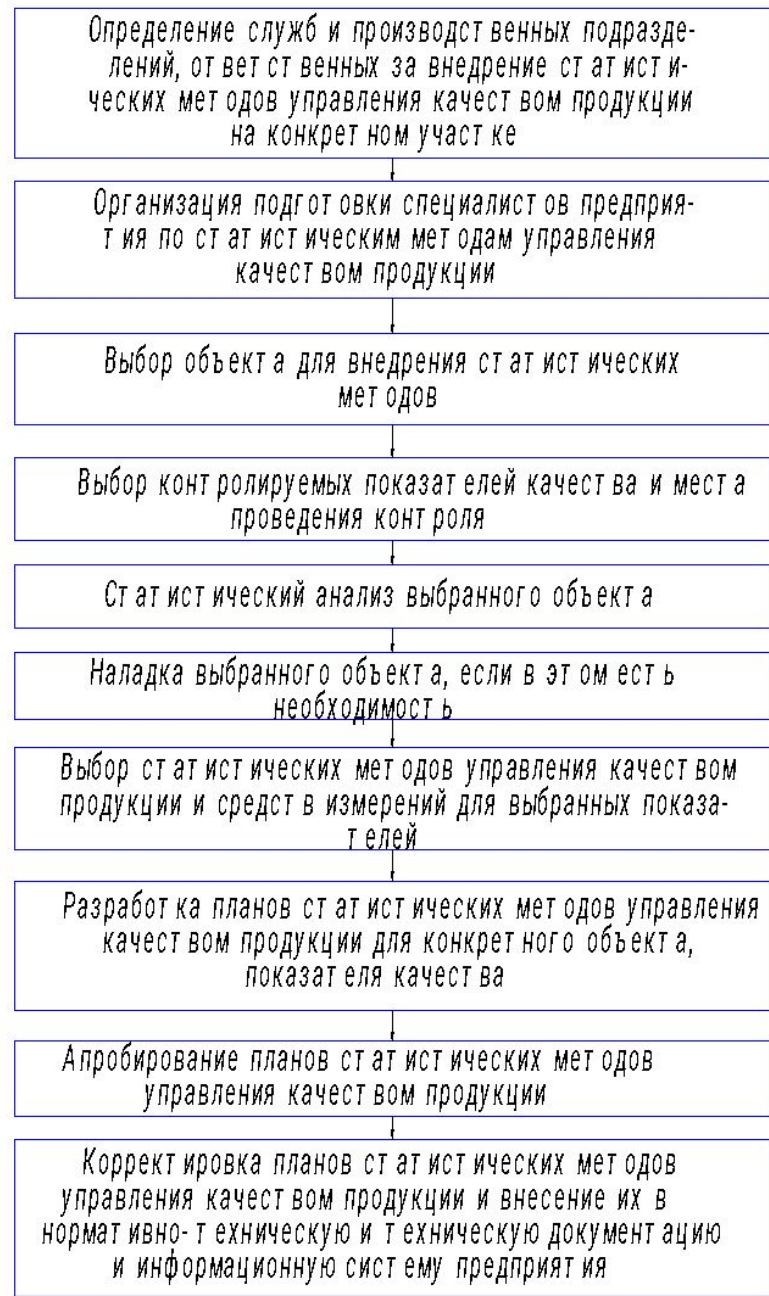 Определение служб и производственных подразде-
лений, ответственных за внедрение статисти-
ческих методов управления качеством продукции
на конкретном участке
Организация подготовки специалистов предприя-
тия по статистическим методам управления
качеством продукции
Выбор объекта для внедрения статистических
методов
Выбор контролируемых показателей качества и места
проведения контроля
Статистический анализ выбранного объекта
Наладка выбранного объекта, если в этом есть
необходимость
Выбор статистических методов управления качеством
продукции и средств измерений для выбранных показа-
телей
Разработка планов статистических методов управления
качеством продукции для конкретного объекта,
показателя качества
Апробирование планов статистических методов
управления качеством продукции
Корректировка планов статистических методов
управления качеством продукции и внесение их в
нормативно-техническую и техническую документацию
и информационную систему предприятия